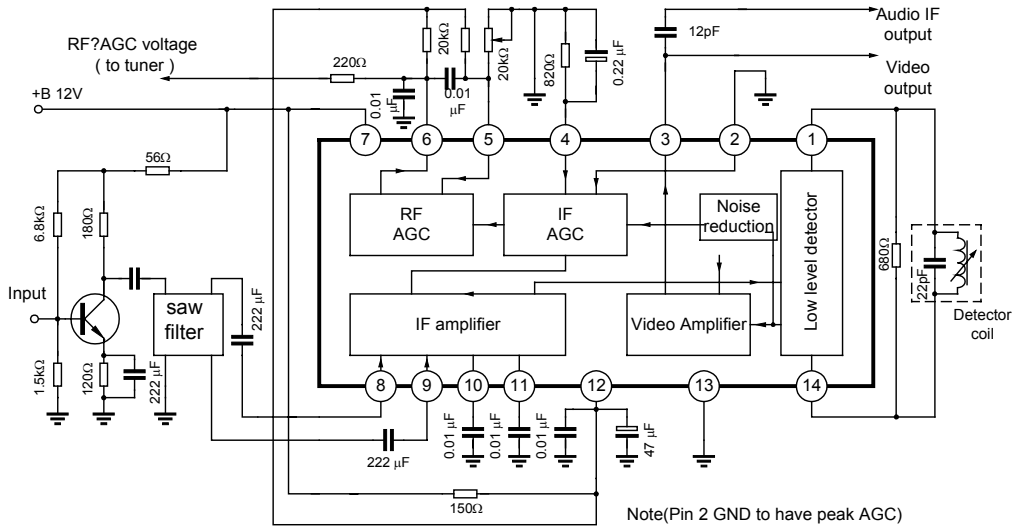 Audio IF
output
12pF
Video
output
RF?AGC voltage
( to tuner )
220Ω
20kΩ
20kΩ
820Ω
0.22 μF
0.01
μF
0.01
μF
+B 12V
7
6
5
4
3
2
1
56Ω
6.8kΩ
180Ω
RF
AGC
IF
AGC
Noise
reduction
Low level detector
680Ω
22pF
Detector
coil
Input
saw
filter
222 μF
IF amplifier
Video Amplifier
1.5kΩ
120Ω
222 μF
8
9
10
11
12
13
14
222 μF
0.01 μF
0.01 μF
0.01 μF
47 μF
150Ω
Note(Pin 2 GND to have peak AGC)